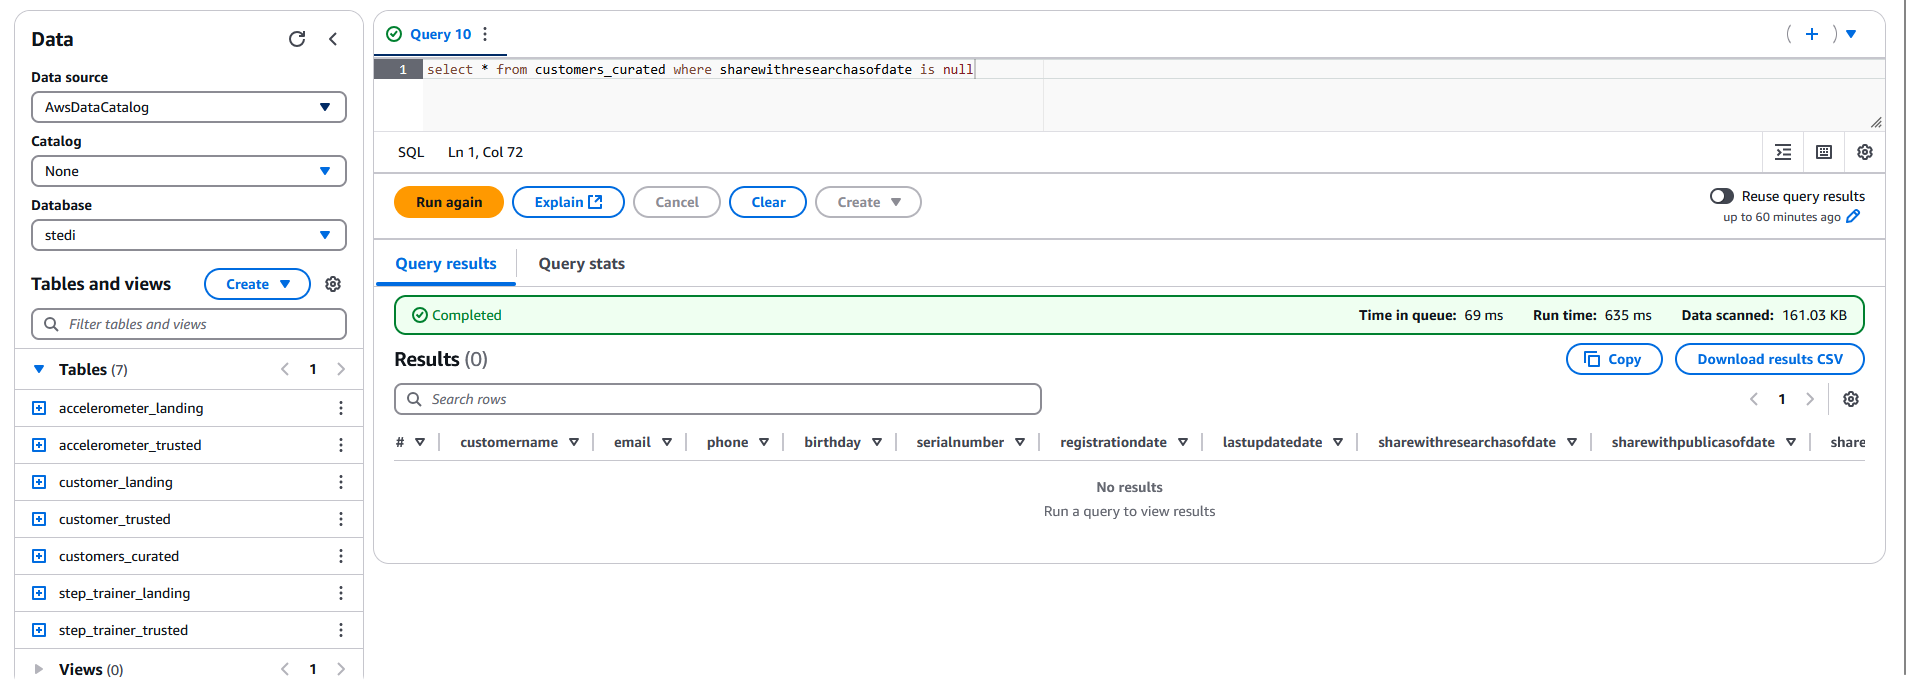 Data
Data source
AwsDataCatalog
Catalog
None
Database
stedi
Tables and views
Create
Filter tables and views
Tables (7)
1
accelerometer_landing
accelerometer_trusted
customer_landing
customer_trusted
customers_curated
step_trainer_landing
step_trainer_trusted
Views (0)
1
Query 10
1 select * from customers_curated where sharewithresearchasofdate is null
SQL Ln 1, Col 72
Run again Explain Cancel Clear Create
Reuse query results
up to 60 minutes ago
Query results Query stats
Completed Time in queue: 69 ms Run time: 635 ms Data scanned: 161.03 KB
Results (0) Copy Download results CSV
Search rows 1
# customername email phone birthday serialnumber registrationdate lastupdatedate sharewithresearchasofdate sharewithpublicasofdate share
No results
Run a query to view results